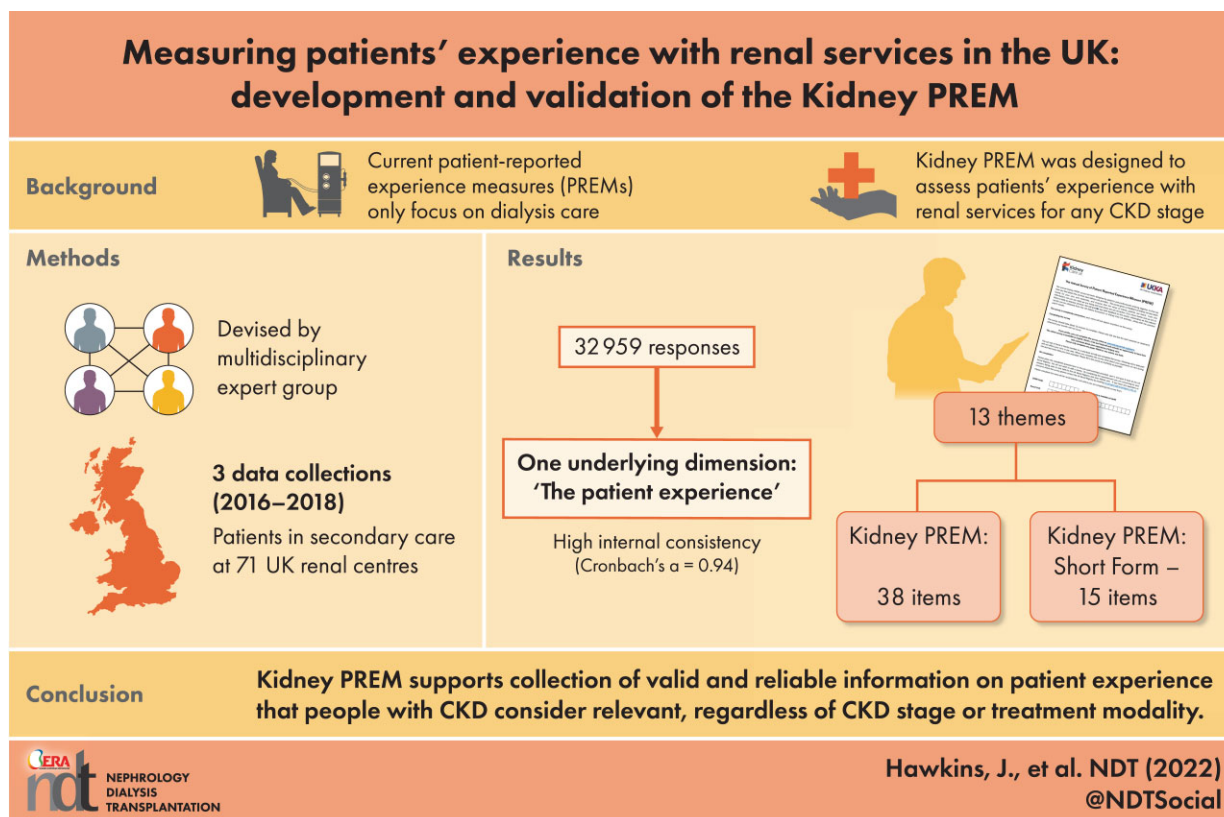 Measuring patients’ experience with renal services in the UK:
development and validation of the Kidney PREM
Background
Current patient-reported
experience measures (PREMs)
only focus on dialysis care
Kidney PREM was designed to
assess patients’ experience with
renal services for any CKD stage
Methods
Devised by
multidisciplinary
expert group
3 data collections
(2016–2018)
Patients in secondary care
at 71 UK renal centres
Results
32 959 responses
One underlying dimension:
‘The patient experience’
High internal consistency
(Cronbach’s a = 0.94)
13 themes
Kidney PREM:
38 items
Kidney PREM:
Short Form –
15 items
Conclusion
Kidney PREM supports collection of valid and reliable information on patient experience
that people with CKD consider relevant, regardless of CKD stage or treatment modality.
ERA
ndt
NEPHROLOGY
DIALYSIS
TRANSPLANTATION
Hawkins, J., et al. NDT (2022)
@NDTSocial